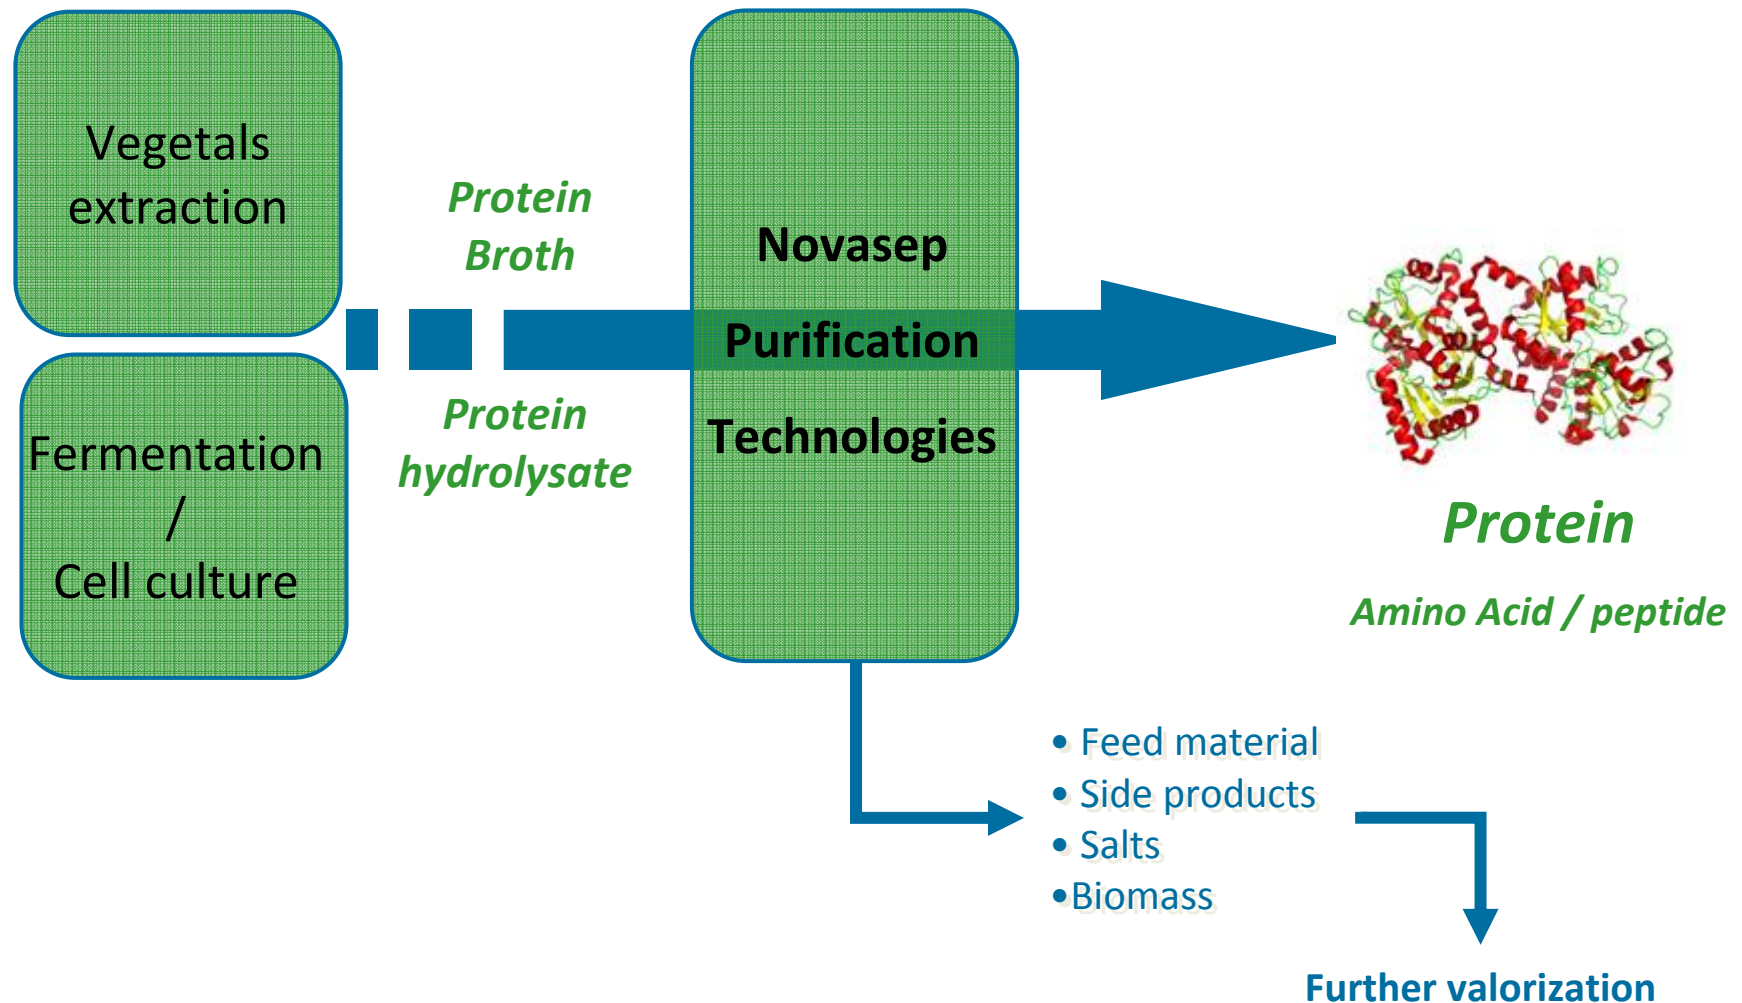 Vegetals
extraction
Fermentation
/
Cell culture
Protein
Broth
Protein
hydrolysate
Novasep
Purification
Technologies
Protein
Amino Acid / peptide
• Feed material
• Side products
• Salts
•Biomass
Further valorization